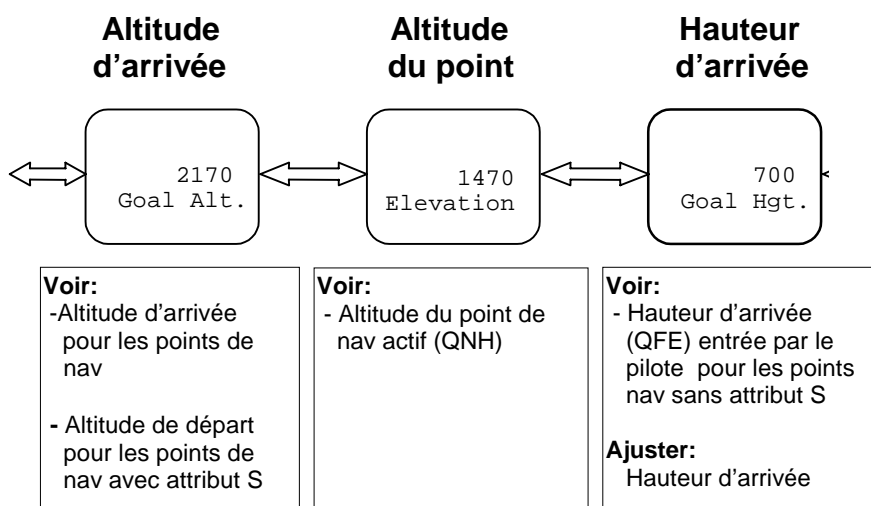 Altitude
d'arrivée
Altitude
du point
Hauteur
d'arrivée
2170
Goal Alt.
1470
Elevation
700
Goal Hgt.
Voir:
-Altitude d'arrivée
pour les points de
nav
- Altitude de départ
pour les points de
nav avec attribut S
Voir:
- Altitude du point de
nav actif (QNH)
Voir:
- Hauteur d'arrivée
(QFE) entrée par le
pilote pour les points
nav sans attribut S
Ajuster:
Hauteur d'arrivée